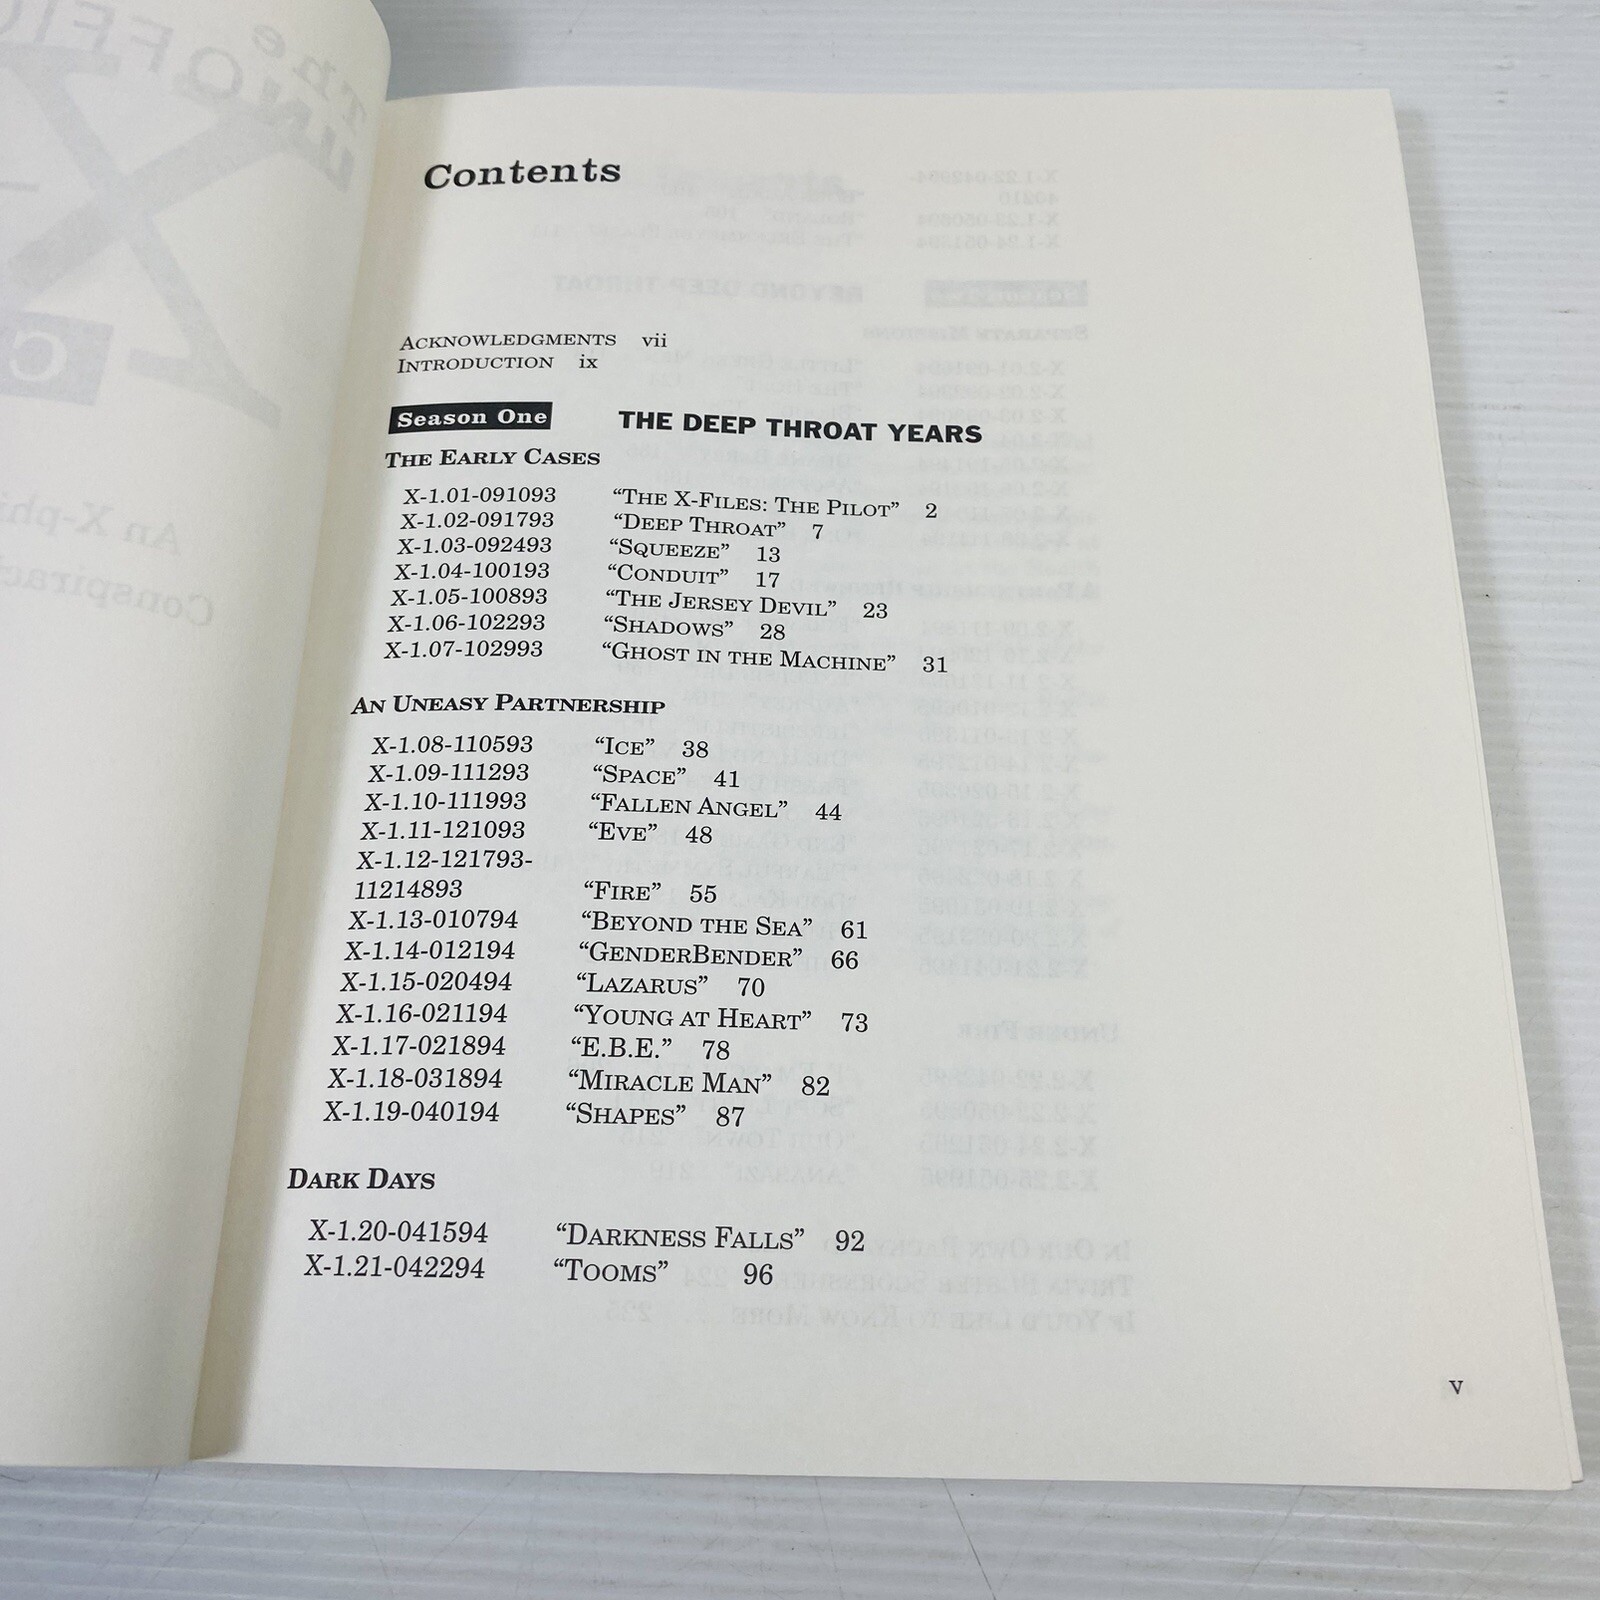 The
UNOFFIC
X
C
An X-phi
Conspirac
Contents
ACKNOWLEDGMENTS vii
INTRODUCTION ix
Season One THE DEEP THROAT YEARS
THE EARLY CASES
X-1.01-091093 “THE X-FILES: THE PILOT” 2
X-1.02-091793 “DEEP THROAT” 7
X-1.03-092493 “SQUEEZE” 13
X-1.04-100193 “CONDUIT” 17
X-1.05-100893 “THE JERSEY DEVIL” 23
X-1.06-102293 “SHADOWS” 28
X-1.07-102993 “GHOST IN THE MACHINE” 31
AN UNEASY PARTNERSHIP
X-1.08-110593 “ICE” 38
X-1.09-111293 “SPACE” 41
X-1.10-111993 “FALLEN ANGEL” 44
X-1.11-121093 “EVE” 48
X-1.12-121793-
11214893 “FIRE” 55
X-1.13-010794 “BEYOND THE SEA” 61
X-1.14-012194 “GENDERBENDER” 66
X-1.15-020494 “LAZARUS” 70
X-1.16-021194 “YOUNG AT HEART” 73
X-1.17-021894 “E.B.E.” 78
X-1.18-031894 “MIRACLE MAN” 82
X-1.19-040194 “SHAPES” 87
DARK DAYS
X-1.20-041594 “DARKNESS FALLS” 92
X-1.21-042294 “TOOMS” 96
v